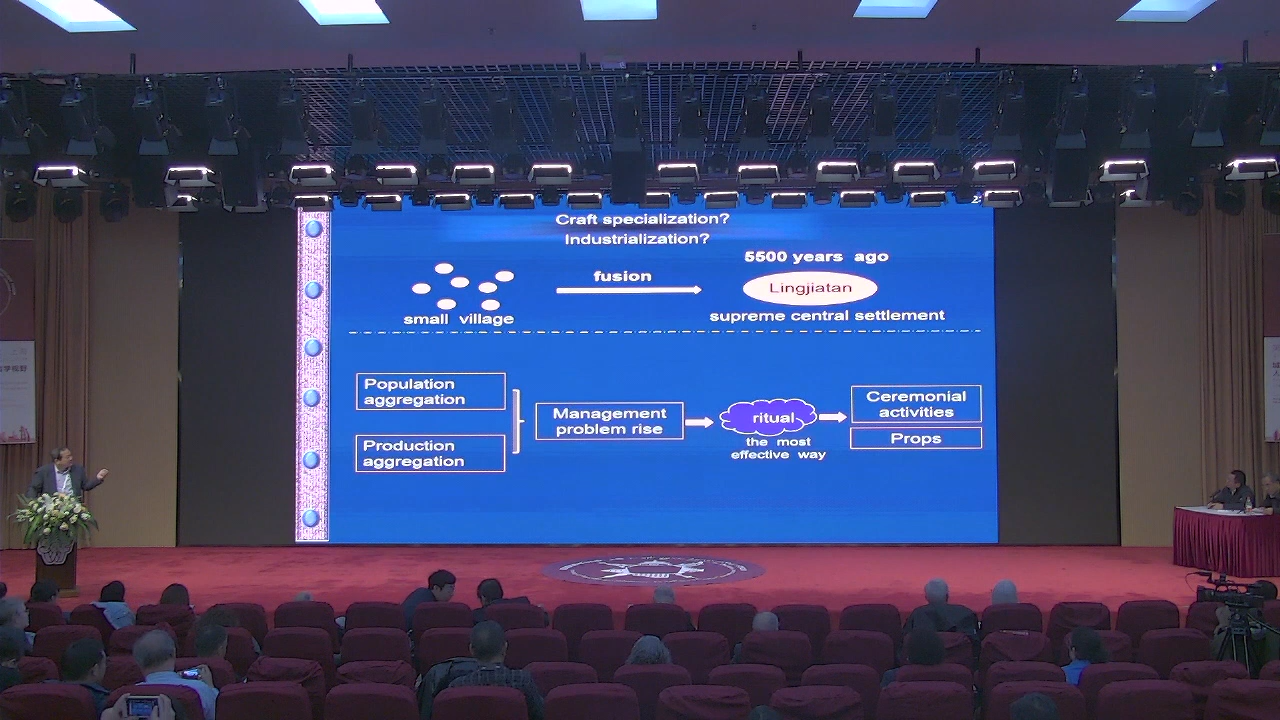 Craft specialization?
Industrialization?
5500 years ago
fusion
Lingjiatan
small village
supreme central settlement
Population
aggregation
Production
aggregation
Management
problem rise
ritual
the most
effective way
Ceremonial
activities
Props